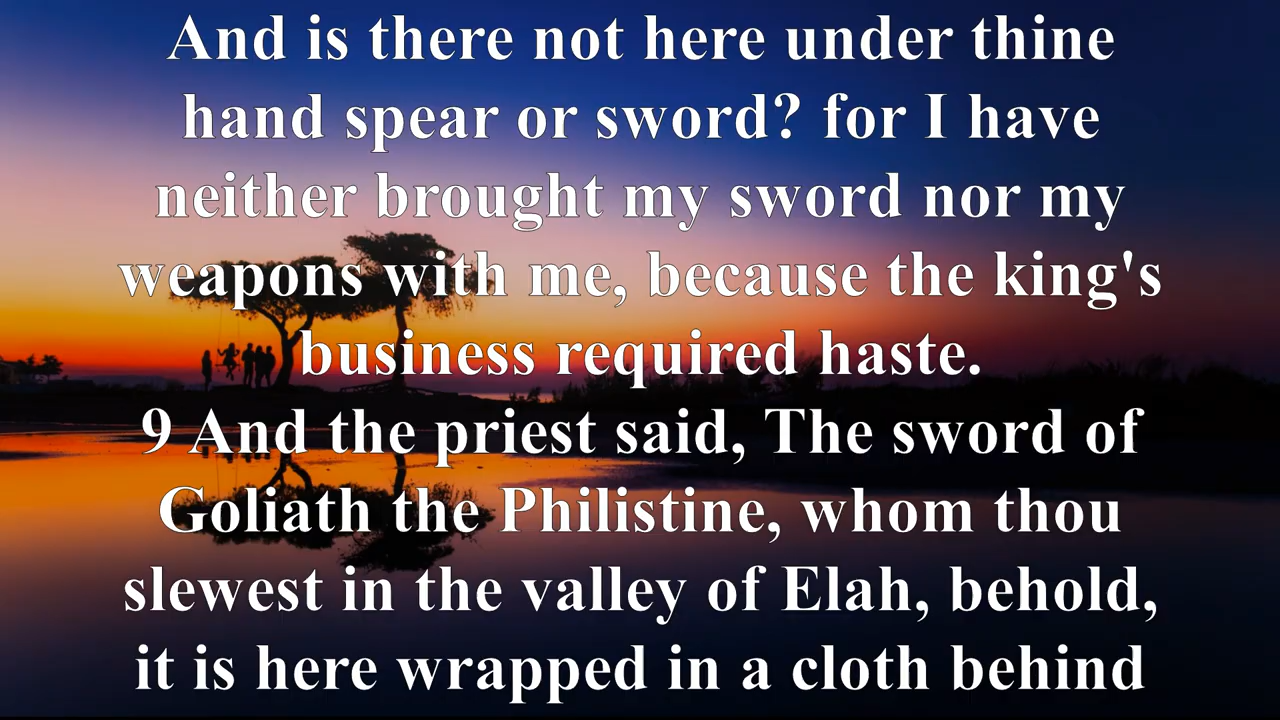 And is there not here under thine
hand spear or sword? for I have
neither brought my sword nor my
weapons with me, because the king's
business required haste.
9 And the priest said, The sword of
Goliath the Philistine, whom thou
slewest in the valley of Elah, behold,
it is here wrapped in a cloth behind